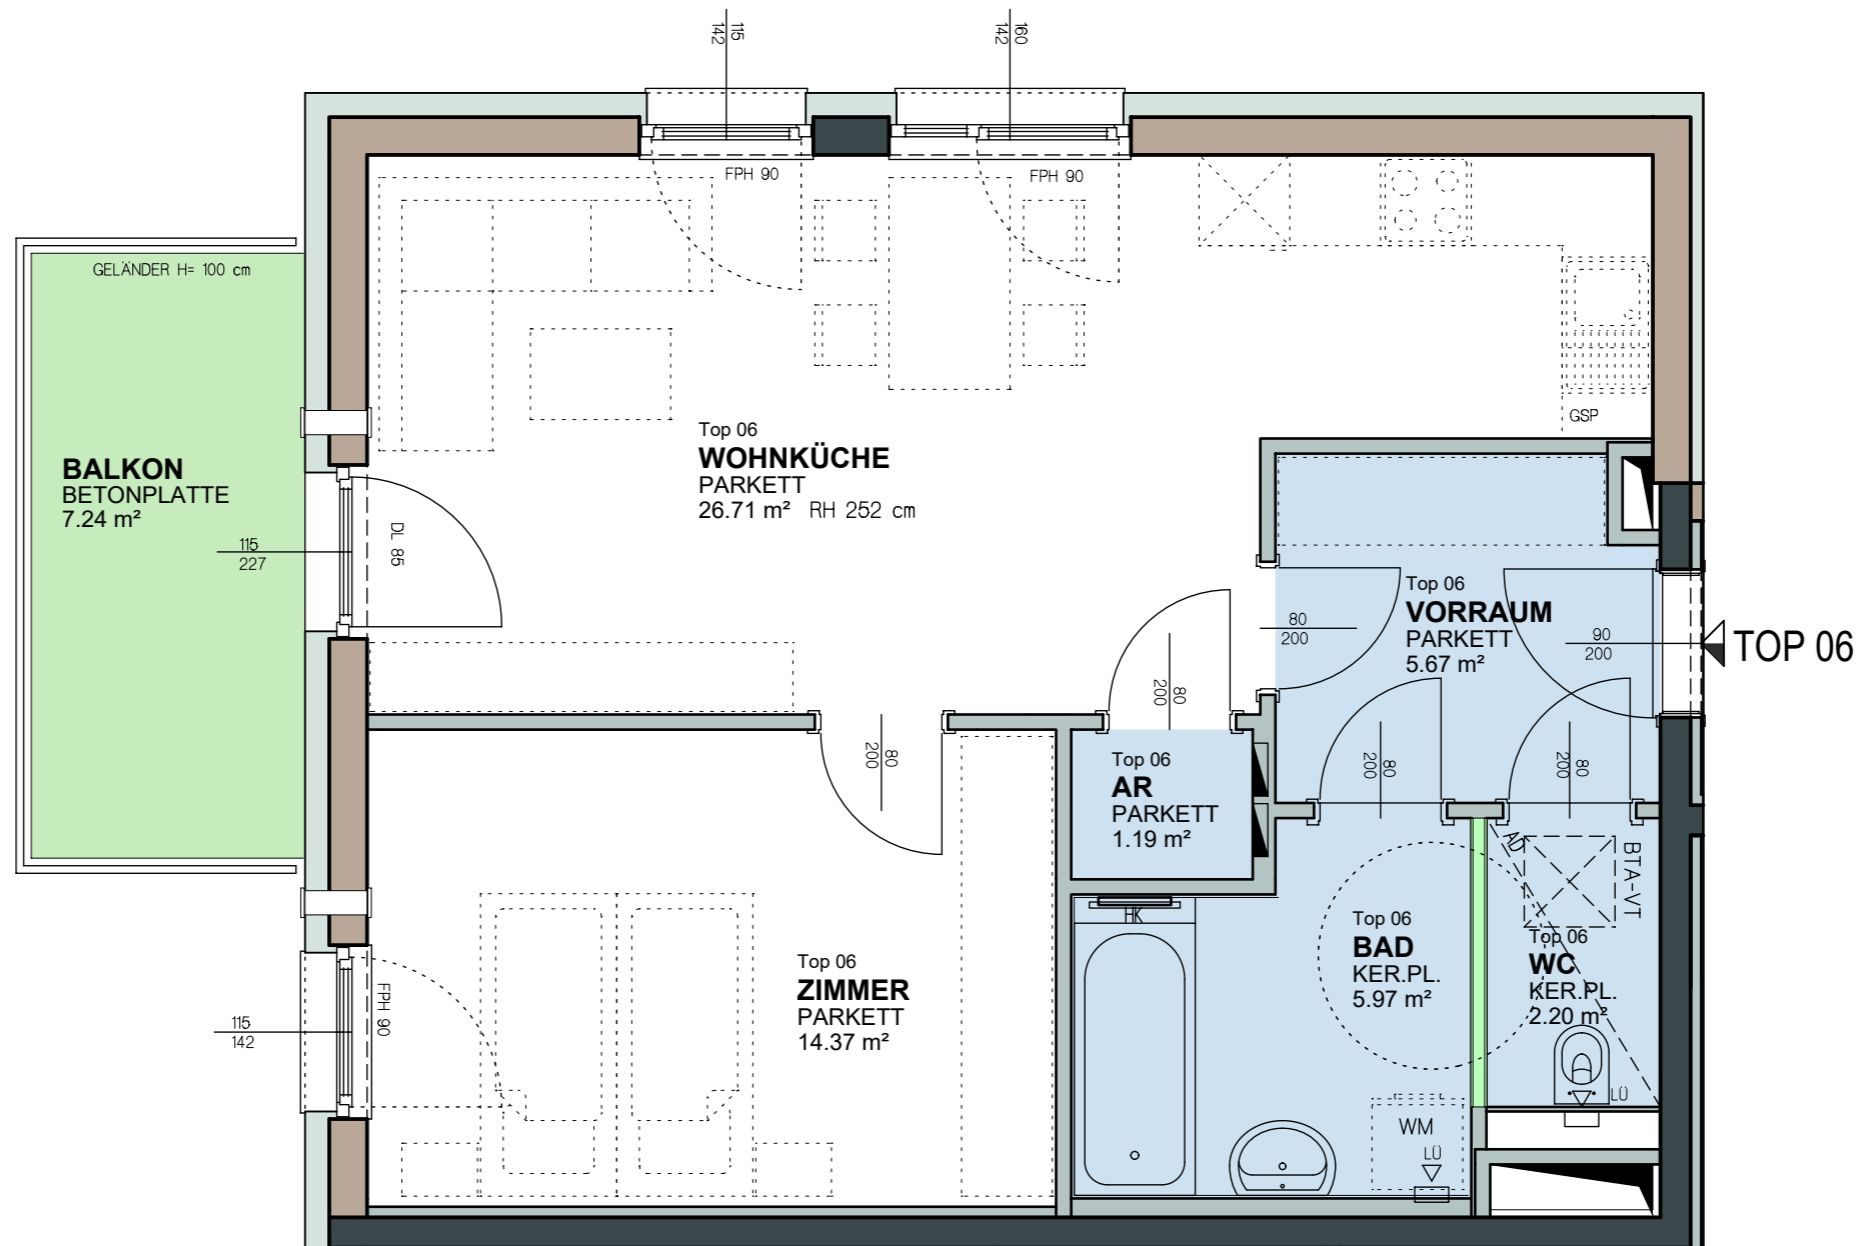 115
142
160
142
FPH 90
FPH 90
GELÄNDER H= 100 cm
GSP
Top 06
WOHNKÜCHE
PARKETT
26.71 m² RH 252 cm
BALKON
BETONPLATTE
7.24 m²
115
227
DL 85
Top 06
VORRAUM
PARKETT
5.67 m²
80
200
90
200
TOP 06
80
200
80
200
80
200
80
200
Top 06
AR
PARKETT
1.19 m²
AD
BTA-VT
HK
Top 06
BAD
KER.PL.
5.97 m²
Top 06
WC
KER.PL.
2.20 m²
Top 06
ZIMMER
PARKETT
14.37 m²
FPH 90
115
142
LÜ
WM
LÜ